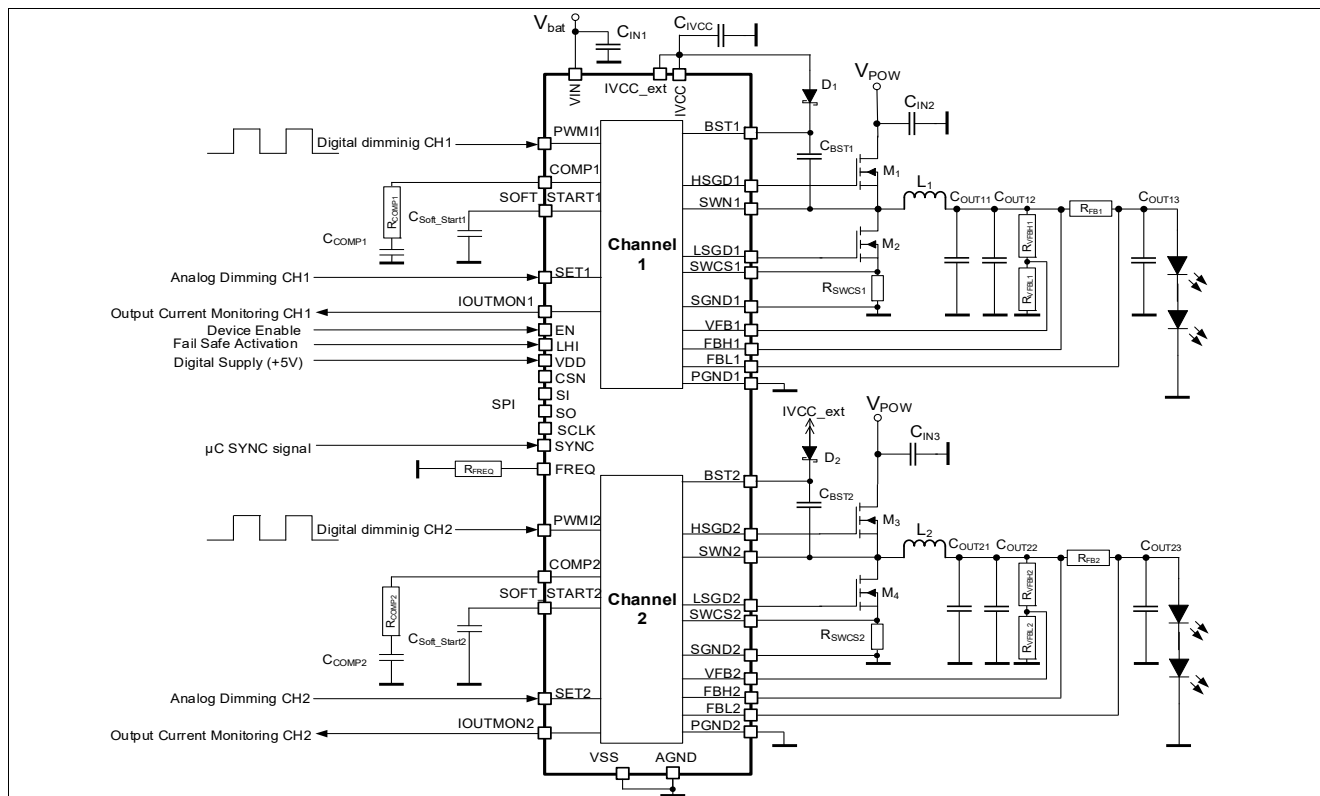 Vbat
CIN1
CIVCC
VIN
IVCC_ext
IVCC
D1
VPOW
CIN2
Digital dimminig CH1
PWMI1
BST1
CBST1
COMP1
HSGD1
M1
RCOMP1
CSoft_Start1
SOFT_START1
SWN1
L1
COUT11
COUT12
RFB1
COUT13
CCOMP1
Channel
1
LSGD1
M2
RVFBH1
SWCS1
RVFBL1
Analog Dimming CH1
SET1
RSWCS1
Output Current Monitoring CH1
IOUTMON1
SGND1
Device Enable
EN
VFB1
Fail Safe Activation
LHI
FBH1
Digital Supply (+5V)
VDD
FBL1
CSN
PGND1
SI
SPI
SO
IVCC_ext
VPOW
SCLK
CIN3
µC SYNC signal
SYNC
D2
RFREQ
FREQ
BST2
CBST2
Digital dimminig CH2
PWMI2
HSGD2
M3
COMP2
SWN2
L2
COUT21
COUT22
RFB2
COUT23
RCOMP2
SOFT_START2
CSoft_Start2
Channel
2
LSGD2
M4
RVFBH2
SWCS2
RVFBL2
CCOMP2
RSWCS2
SGND2
VFB2
Analog Dimming CH2
SET2
FBH2
FBL2
Output Current Monitoring CH2
IOUTMON2
PGND2
VSS
AGND